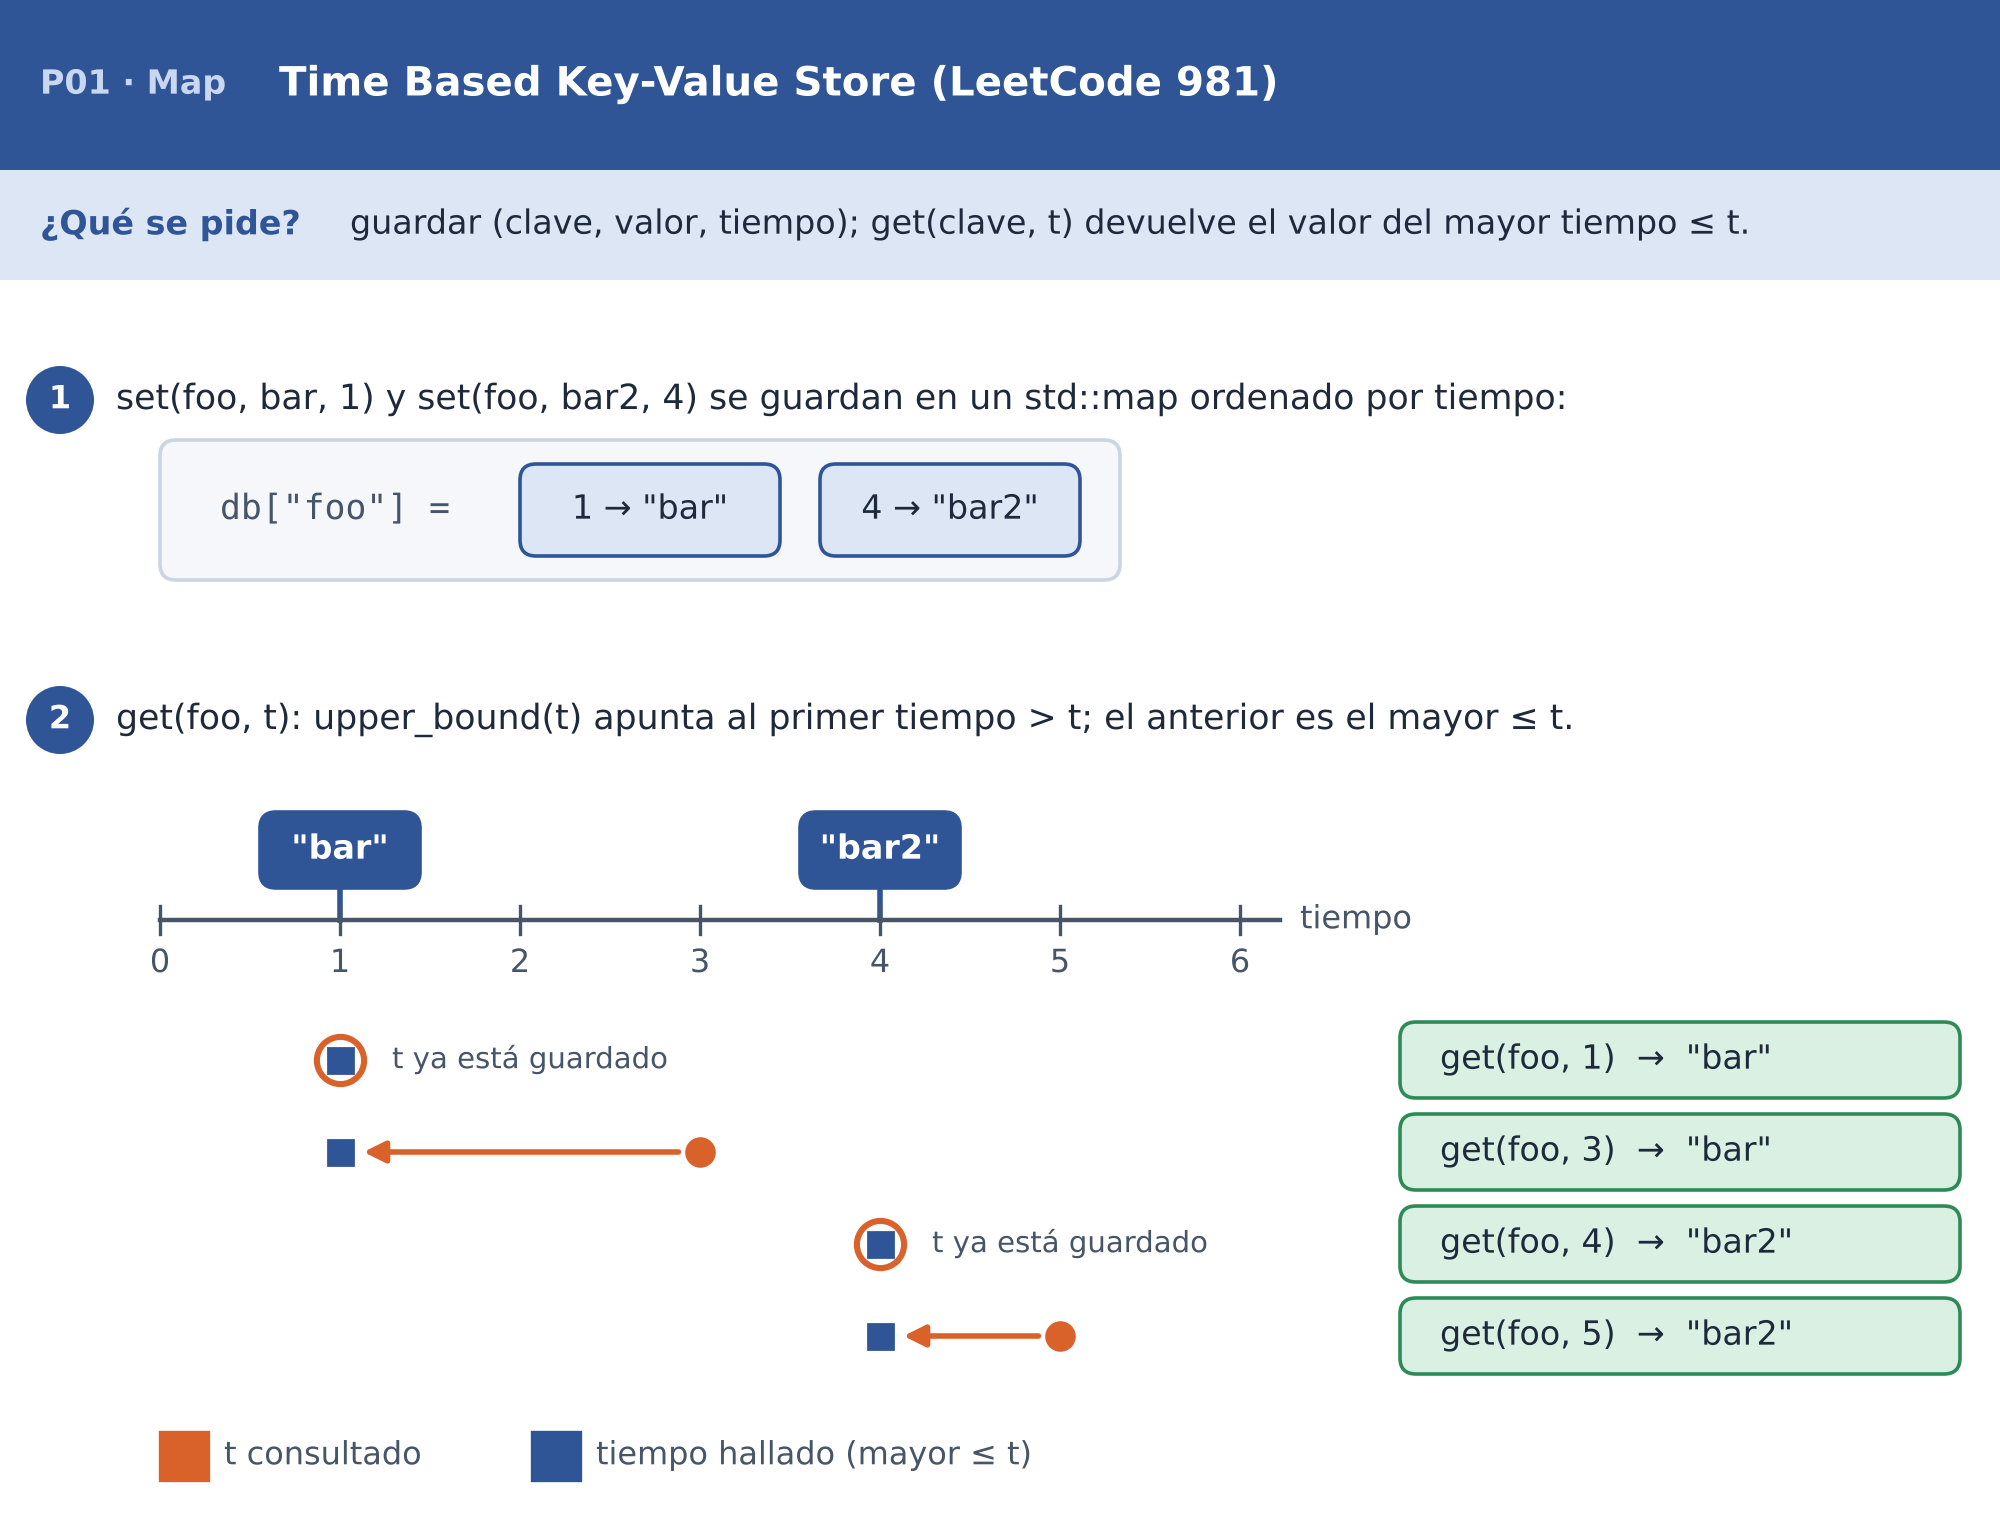 P01 · Map Time Based Key-Value Store (LeetCode 981)
¿Qué se pide? guardar (clave, valor, tiempo); get(clave, t) devuelve el valor del mayor tiempo ≤ t.
1 set(foo, bar, 1) y set(foo, bar2, 4) se guardan en un std::map ordenado por tiempo:
db["foo"] = 1 → "bar" 4 → "bar2"
2 get(foo, t): upper_bound(t) apunta al primer tiempo > t; el anterior es el mayor ≤ t.
"bar" "bar2"
tiempo
0 1 2 3 4 5 6
t ya está guardado get(foo, 1) → "bar"
get(foo, 3) → "bar"
t ya está guardado get(foo, 4) → "bar2"
get(foo, 5) → "bar2"
t consultado tiempo hallado (mayor ≤ t)